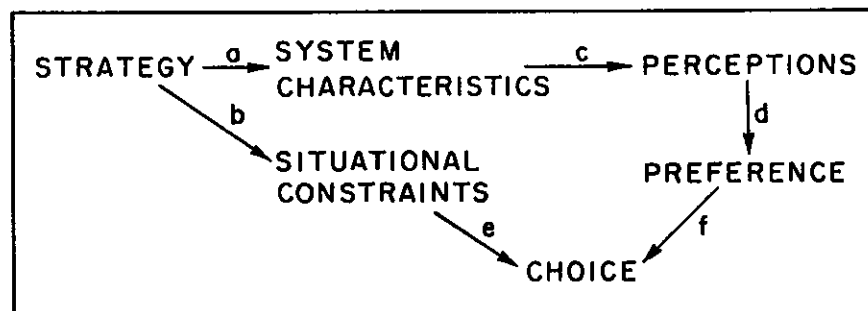 STRATEGY a SYSTEM CHARACTERISTICS c PERCEPTIONS
b
d
SITUATIONAL CONSTRAINTS
PREFERENCE
e
f
CHOICE